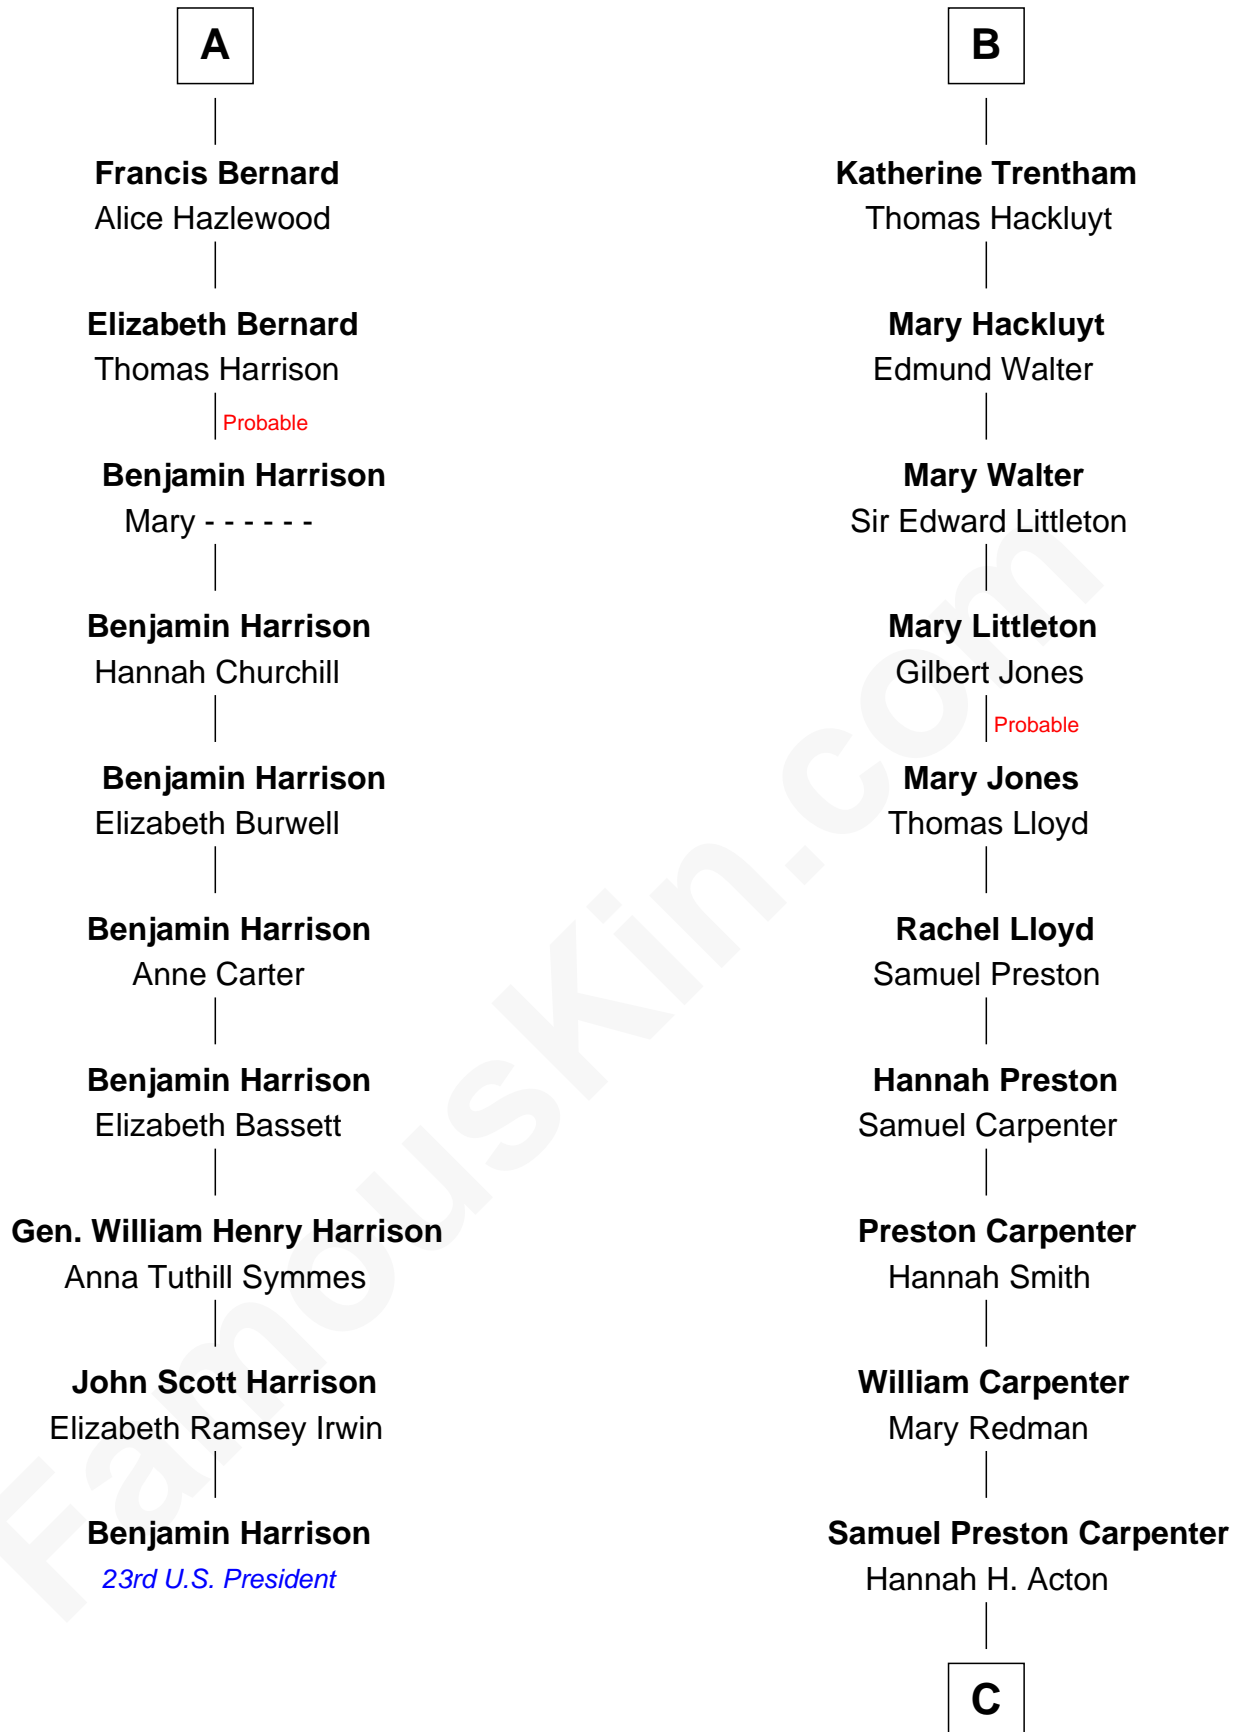 A
Francis Bernard
Alice Hazlewood
Elizabeth Bernard
Thomas Harrison
Probable
Benjamin Harrison
Mary - - - - - -
Benjamin Harrison
Hannah Churchill
Benjamin Harrison
Elizabeth Burwell
Benjamin Harrison
Anne Carter
Benjamin Harrison
Elizabeth Bassett
Gen. William Henry Harrison
Anna Tuthill Symmes
John Scott Harrison
Elizabeth Ramsey Irwin
Benjamin Harrison
23rd U.S. President
B
Katherine Trentham
Thomas Hackluyt
Mary Hackluyt
Edmund Walter
Mary Walter
Sir Edward Littleton
Mary Littleton
Gilbert Jones
Probable
Mary Jones
Thomas Lloyd
Rachel Lloyd
Samuel Preston
Hannah Preston
Samuel Carpenter
Preston Carpenter
Hannah Smith
William Carpenter
Mary Redman
Samuel Preston Carpenter
Hannah H. Acton
C
FamousKin.com